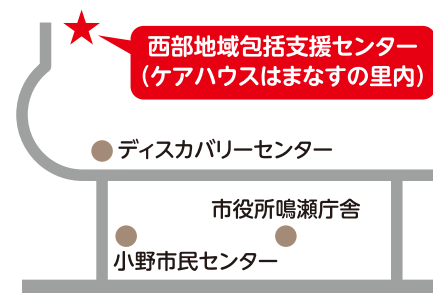 西部地域包括支援センター
（ケアハウスはまなすの里内）
ディスカバリーセンター
市役所鳴瀬庁舎
小野市民センター